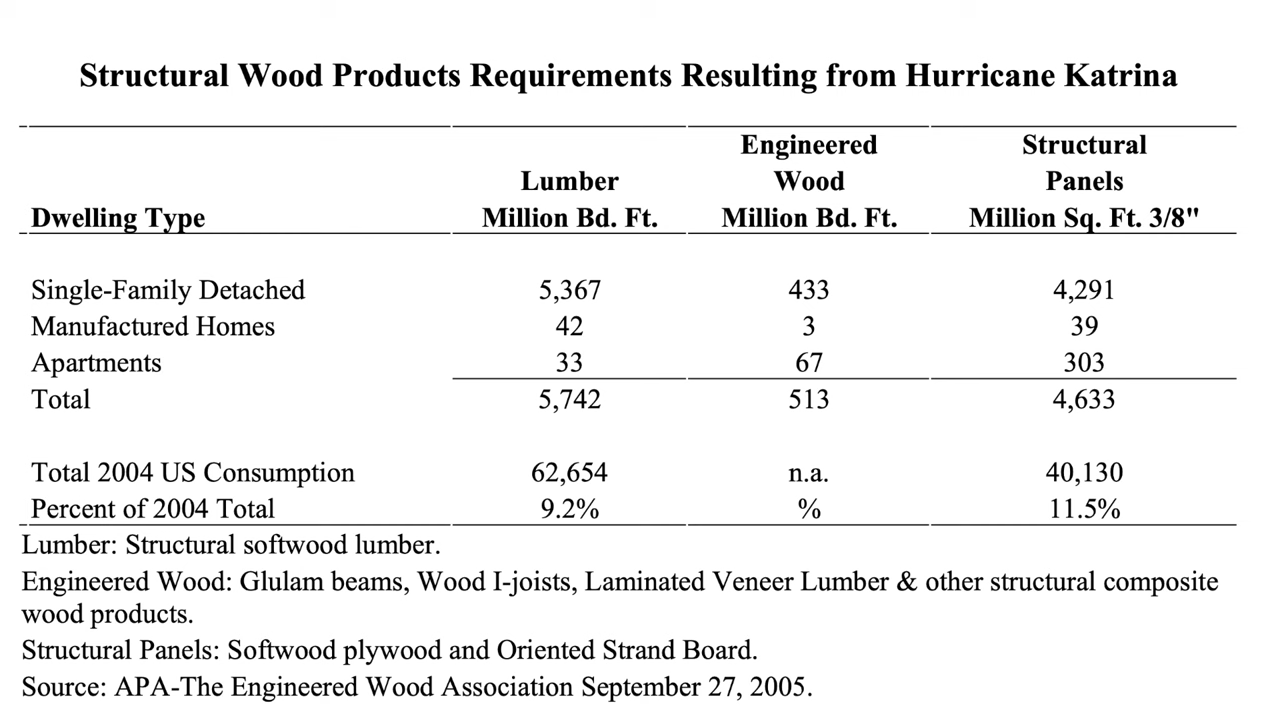 Structural Wood Products Requirements Resulting from Hurricane Katrina
Engineered Structural
Lumber Wood Panels
Dwelling Type Million Bd. Ft. Million Bd. Ft. Million Sq. Ft. 3/8"
Single-Family Detached 5,367 433 4,291
Manufactured Homes 42 3 39
Apartments 33 67 303
Total 5,742 513 4,633
Total 2004 US Consumption 62,654 n.a. 40,130
Percent of 2004 Total 9.2% % 11.5%
Lumber: Structural softwood lumber.
Engineered Wood: Glulam beams, Wood I-joists, Laminated Veneer Lumber & other structural composite
wood products.
Structural Panels: Softwood plywood and Oriented Strand Board.
Source: APA-The Engineered Wood Association September 27, 2005.